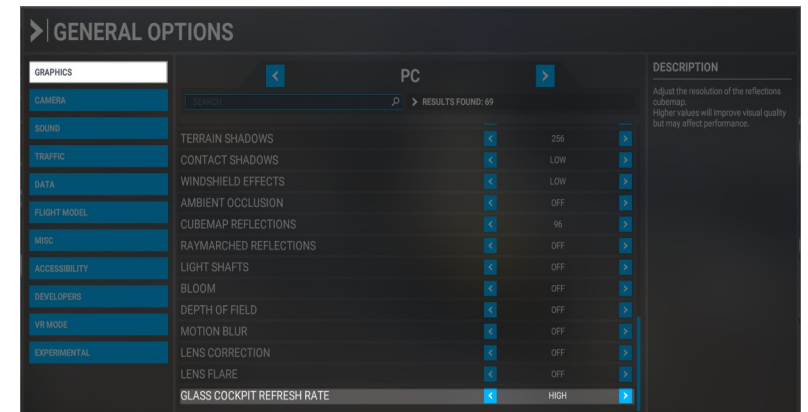 GENERAL OPTIONS
GRAPHICS
CAMERA
SOUND
TRAFFIC
DATA
FLIGHT MODEL
MISC
ACCESSIBILITY
DEVELOPERS
VR MODE
EXPERIMENTAL
PC
SEARCH
RESULTS FOUND: 69
TERRAIN SHADOWS 256
CONTACT SHADOWS LOW
WINDSHIELD EFFECTS LOW
AMBIENT OCCLUSION OFF
CUBEMAP REFLECTIONS 96
RAYMARCHED REFLECTIONS OFF
LIGHT SHAFTS OFF
BLOOM OFF
DEPTH OF FIELD OFF
MOTION BLUR OFF
LENS CORRECTION OFF
LENS FLARE OFF
GLASS COCKPIT REFRESH RATE HIGH
DESCRIPTION
Adjust the resolution of the reflections
cubemap.
Higher values will improve visual quality
but may affect performance.